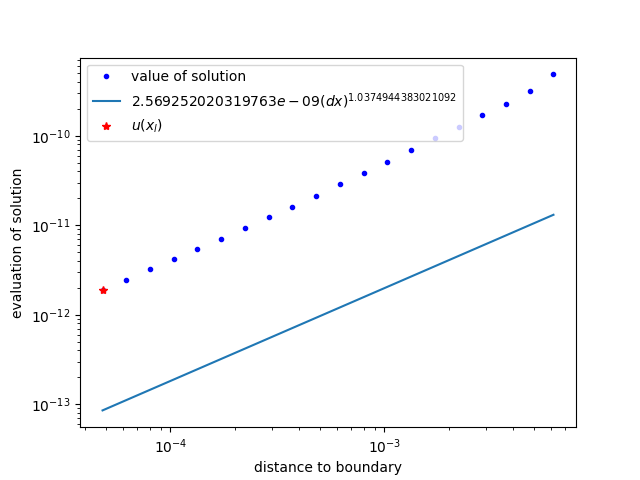 value of solution
2.569252020319763e − 09(dx)^1.0374944383021092
u(x_l)
10^−10
10^−11
10^−12
10^−13
evaluation of solution
10^−4
10^−3
distance to boundary